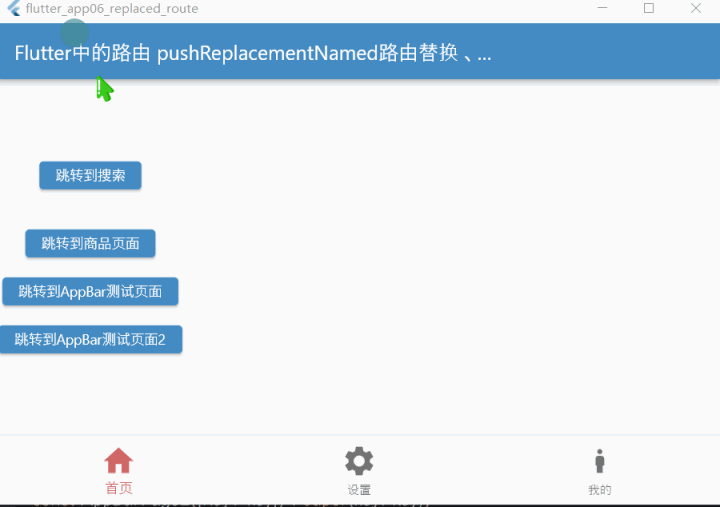 flutter_app06_replaced_route
Flutter中的路由 pushReplacementNamed路由替换、...
跳转到搜索
跳转到商品页面
跳转到AppBar测试页面
跳转到AppBar测试页面2
首页
设置
我的